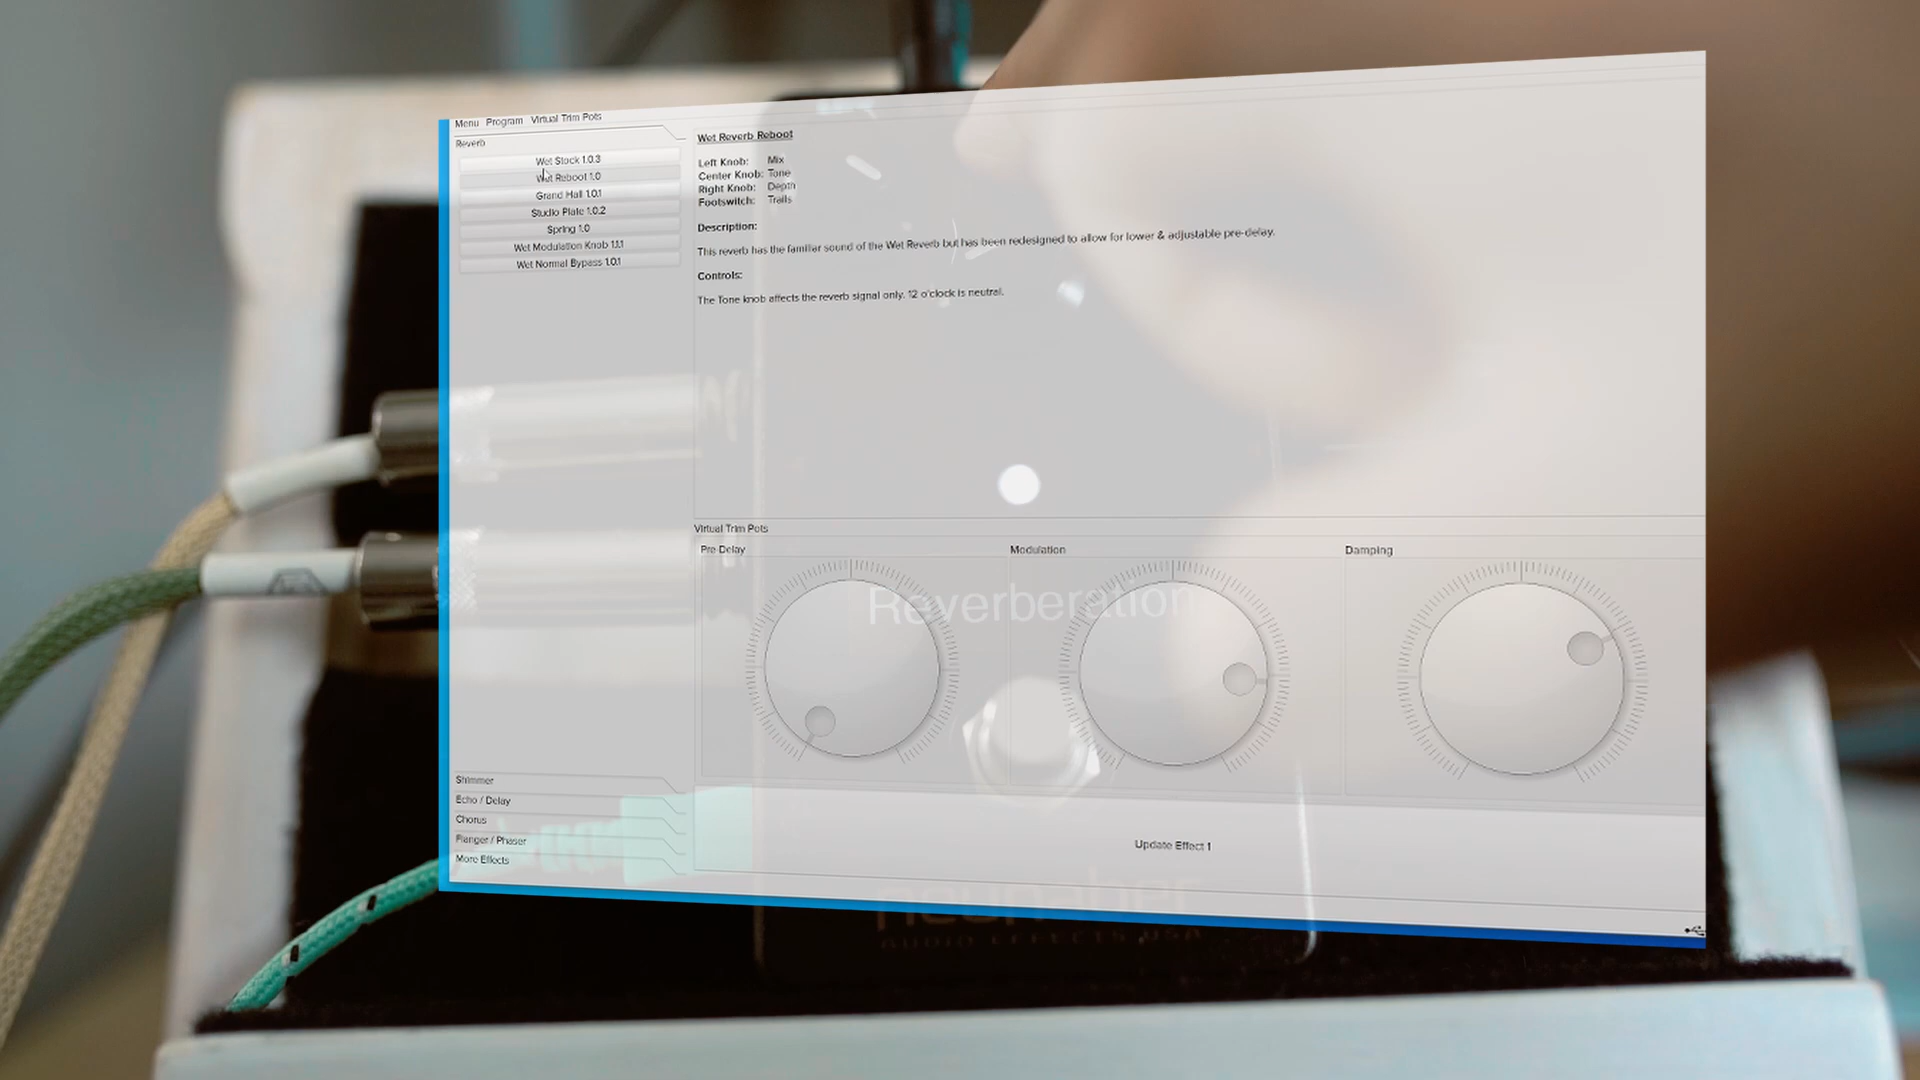 Menu Program Virtual Trim Pots
Reverb
Wet Stock 1.0.3
Wet Reboot 1.0
Grand Hall 1.0.1
Studio Plate 1.0.2
Spring 1.0
Wet Modulation Knob 1.1.1
Wet Normal Bypass 1.0.1
Wet Reverb Reboot
Left Knob: Mix
Center Knob: Tone
Right Knob: Depth
Footswitch: Trails
Description:
This reverb has the familiar sound of the Wet Reverb but has been redesigned to allow for lower & adjustable pre-delay.
Controls:
The Tone knob affects the reverb signal only. 12 o'clock is neutral.
Virtual Trim Pots
Pre Delay
Modulation
Damping
Reverberation
Shimmer
Echo / Delay
Chorus
Flanger / Phaser
More Effects
Update Effect 1
neunaber
AUDIO EFFECTS USA